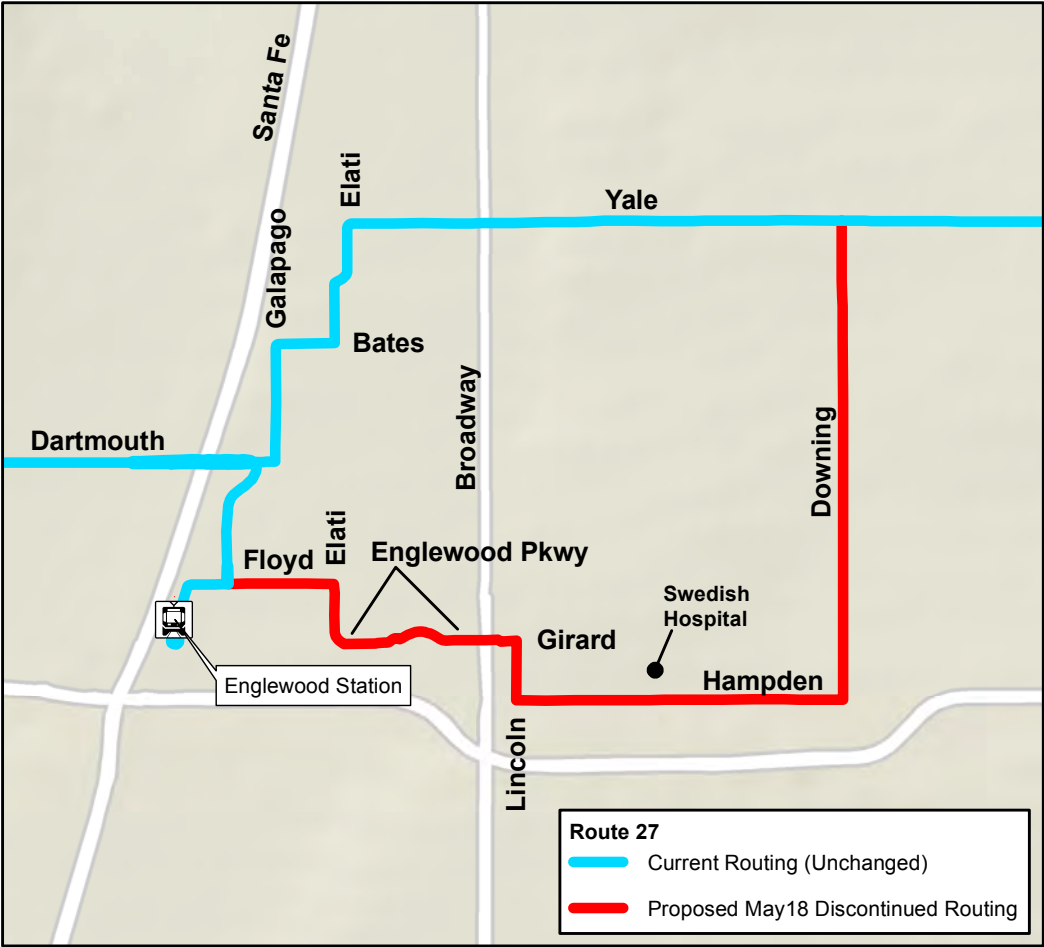 Santa Fe
Elati
Yale
Galapago
Bates
Broadway
Dartmouth
Downing
Elati
Englewood Pkwy
Floyd
Swedish
Hospital
Girard
Englewood Station
Hampden
Lincoln
Route 27
Current Routing (Unchanged)
Proposed May18 Discontinued Routing